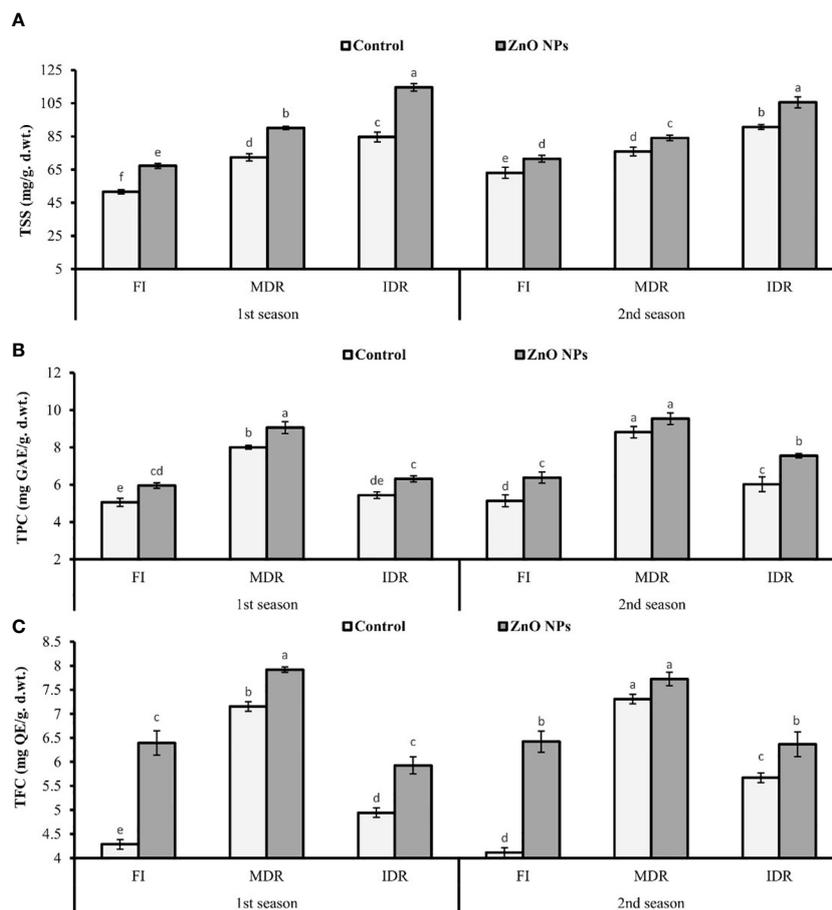 A
Control ZnO NPs
TSS (mg/g. d.wt.)
125
105
85
65
45
25
5
f e d b c a e d d c b a
FI MDR IDR FI MDR IDR
1st season 2nd season
B
Control ZnO NPs
TPC (mg GAE/g. d.wt.)
12
10
8
6
4
2
e cd b a de c d c a a c b
FI MDR IDR FI MDR IDR
1st season 2nd season
C
Control ZnO NPs
TFC (mg QE/g. d.wt.)
8.5
8
7.5
7
6.5
6
5.5
5
4.5
4
e c b a d c d b a a c b
FI MDR IDR FI MDR IDR
1st season 2nd season